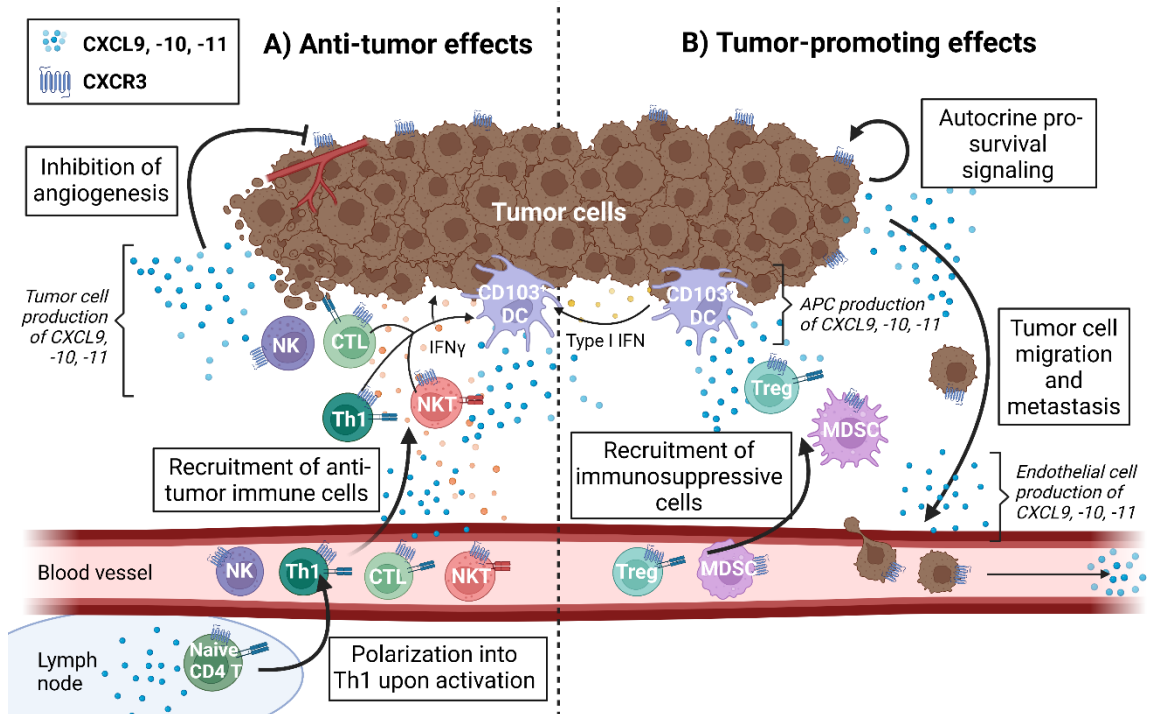 CXCL9, -10, -11
CXCR3
A) Anti-tumor effects
B) Tumor-promoting effects
Inhibition of
angiogenesis
Autocrine pro-
survival
signaling
Tumor cells
Tumor cell
production
of CXCL9,
-10, -11
CD103⁺
DC
CD103⁻
DC
APC production
of CXCL9, -10, -11
NK
CTL
IFNγ
Type I IFN
Th1
NKT
Treg
MDSC
Tumor cell
migration
and
metastasis
Recruitment of anti-
tumor immune cells
Recruitment of
immunosuppressive
cells
Endothelial cell
production of
CXCL9, -10, -11
Blood vessel
NK
Th1
CTL
NKT
Treg
MDSC
Lymph
node
Naive
CD4 T
Polarization into
Th1 upon activation